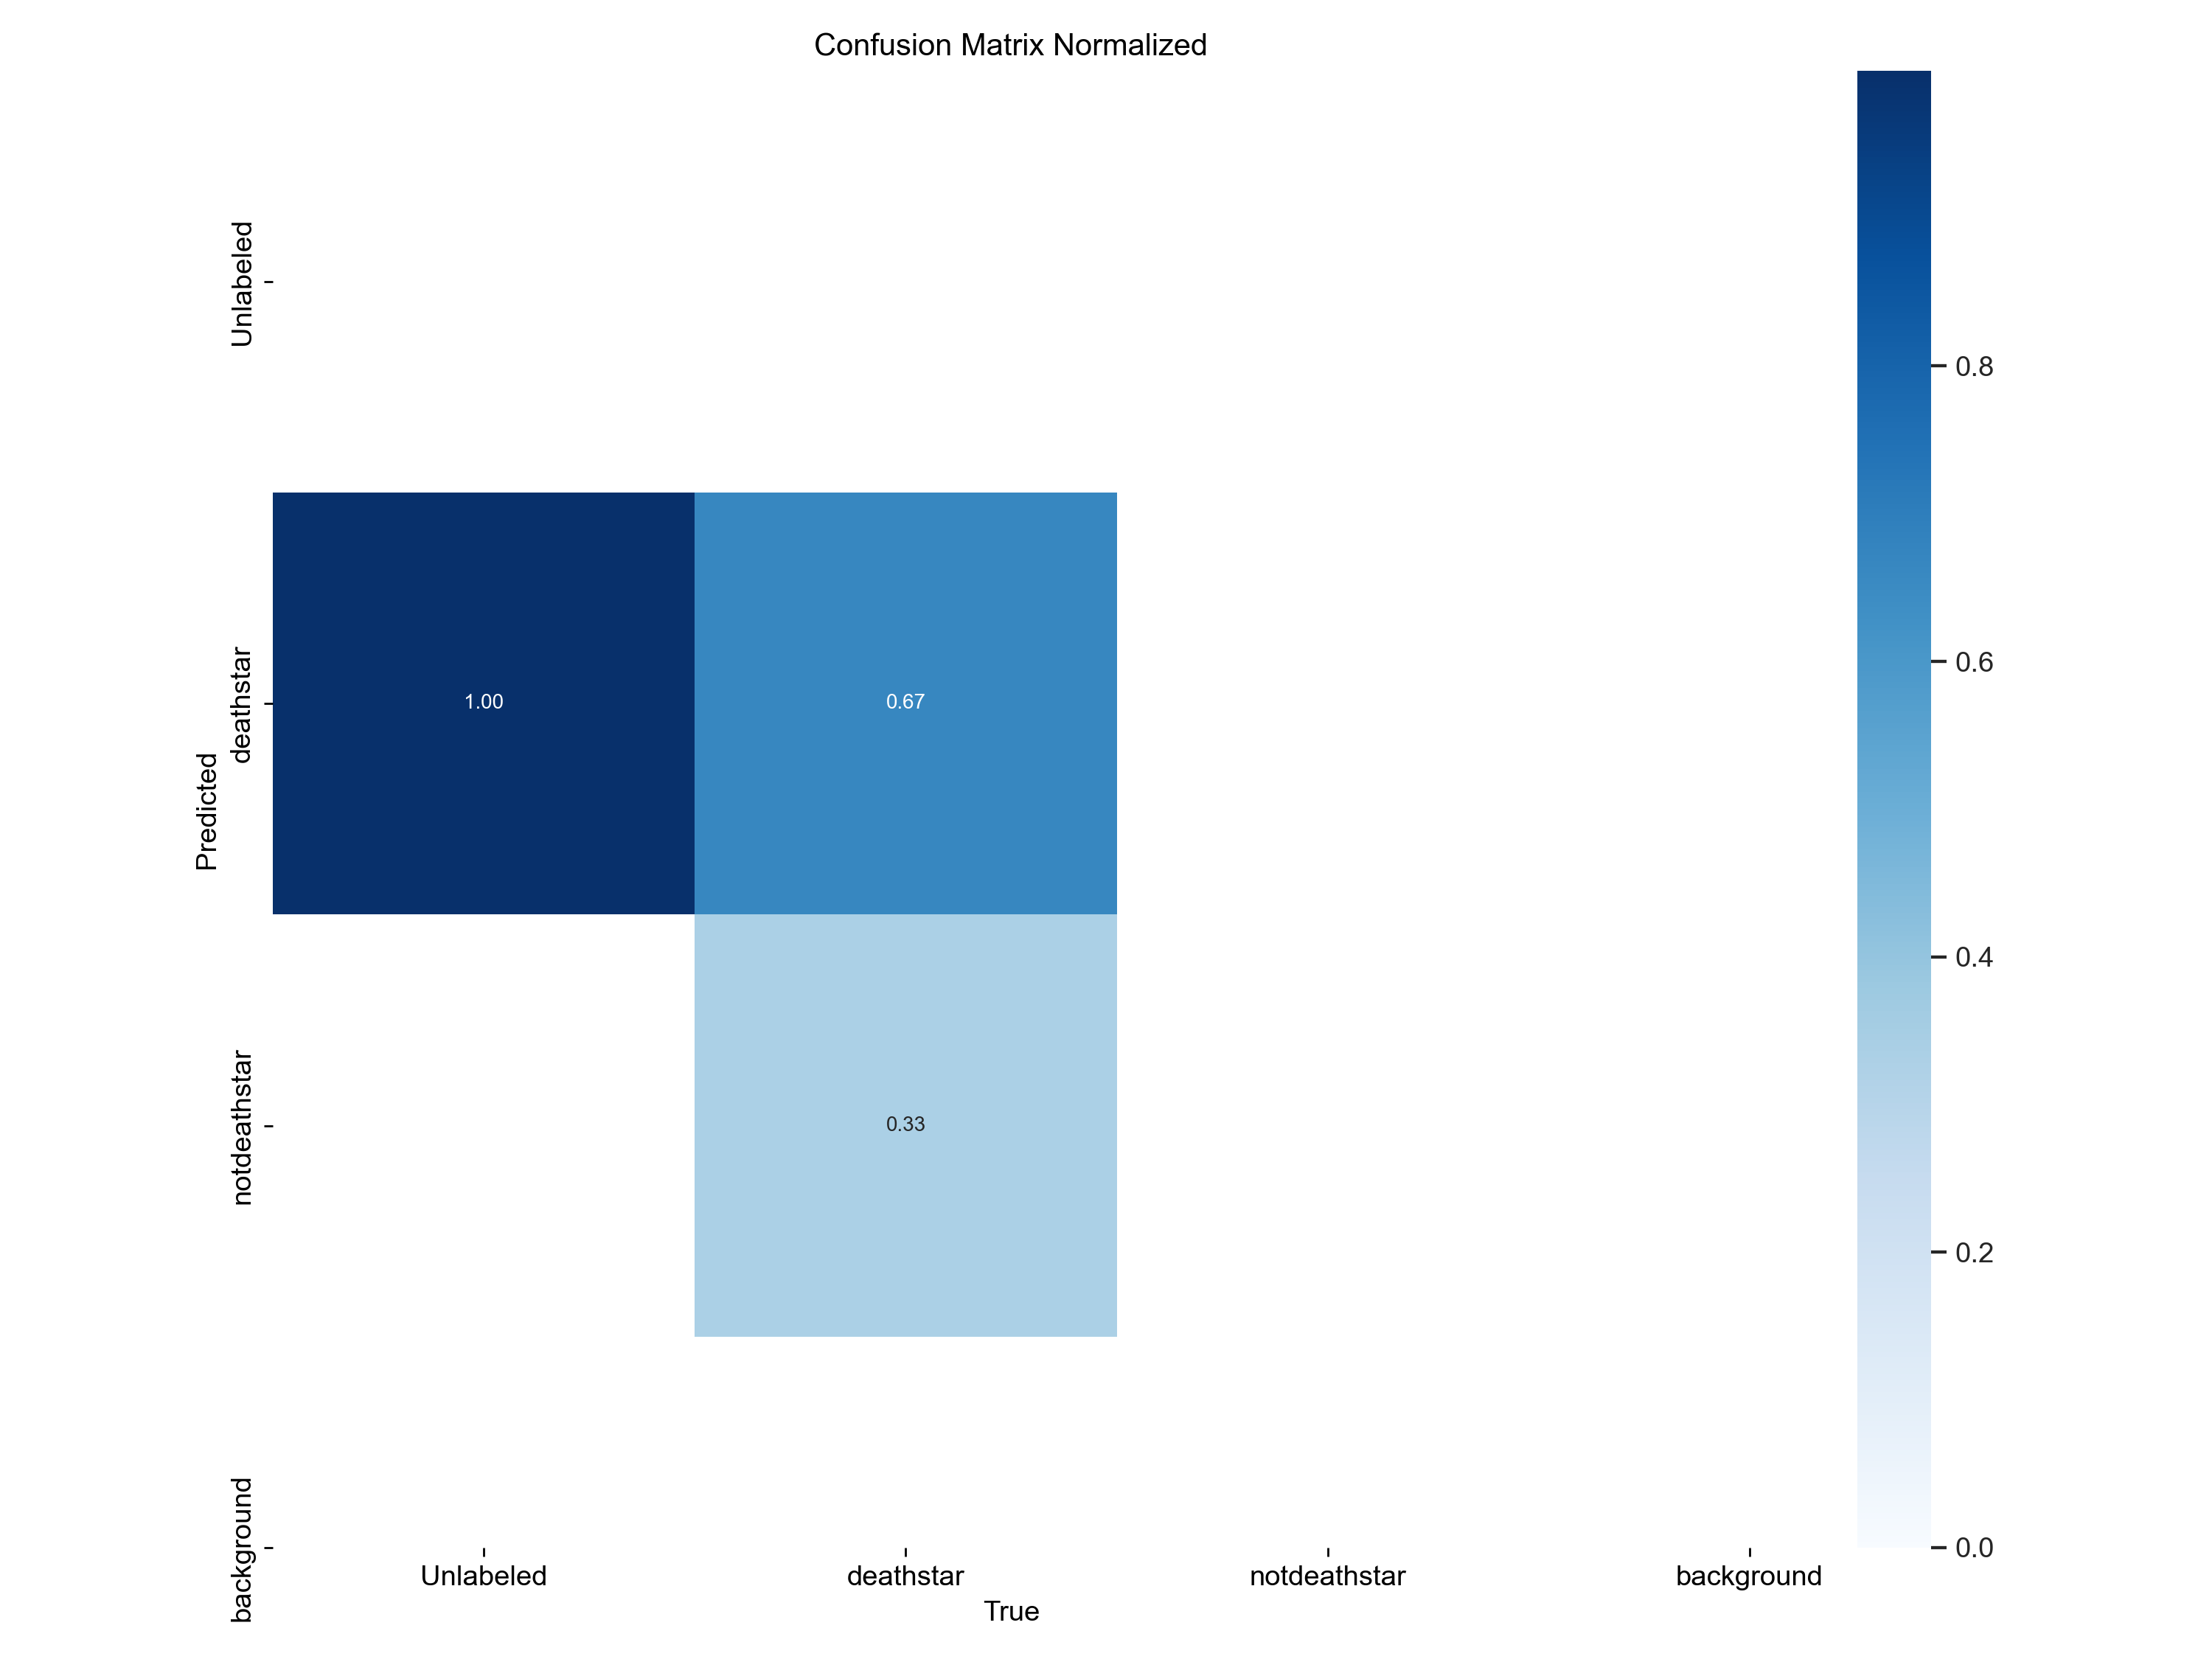 Confusion Matrix Normalized
Unlabeled
deathstar
notdeathstar
background
Predicted
1.00
0.67
0.33
0.8
0.6
0.4
0.2
0.0
Unlabeled
deathstar
notdeathstar
background
True